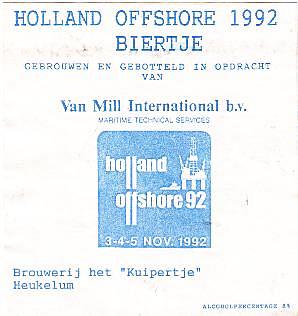 HOLLAND OFFSHORE 1992
BIERTJE
GEBROUWEN EN GEBOTTELD IN OPDRACHT
VAN
Van Mill International b.v.
MARITIME TECHNICAL SERVICES
holland
offshore 92
3-4-5 NOV. 1992
Brouwerij het "Kuipertje"
Heukelum
ALCOHOLPERCENTAGE